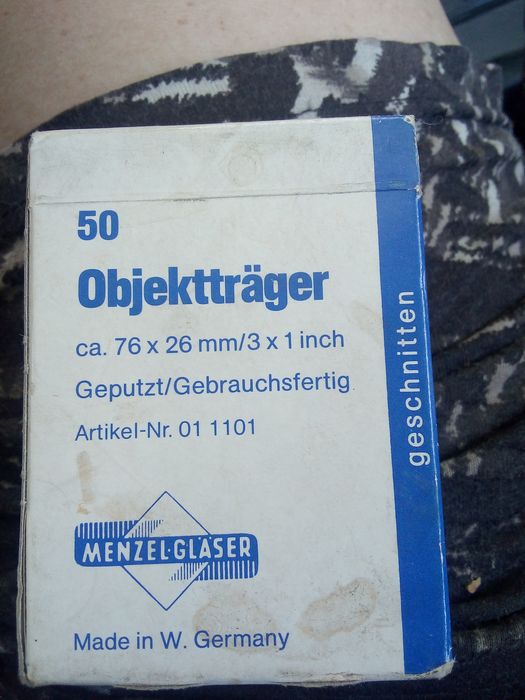 50
Objektträger
ca. 76 x 26 mm/3 x 1 inch
Geputzt/Gebrauchsfertig
Artikel-Nr. 01 1101
MENZEL-GLÄSER
Made in W. Germany
geschnitten